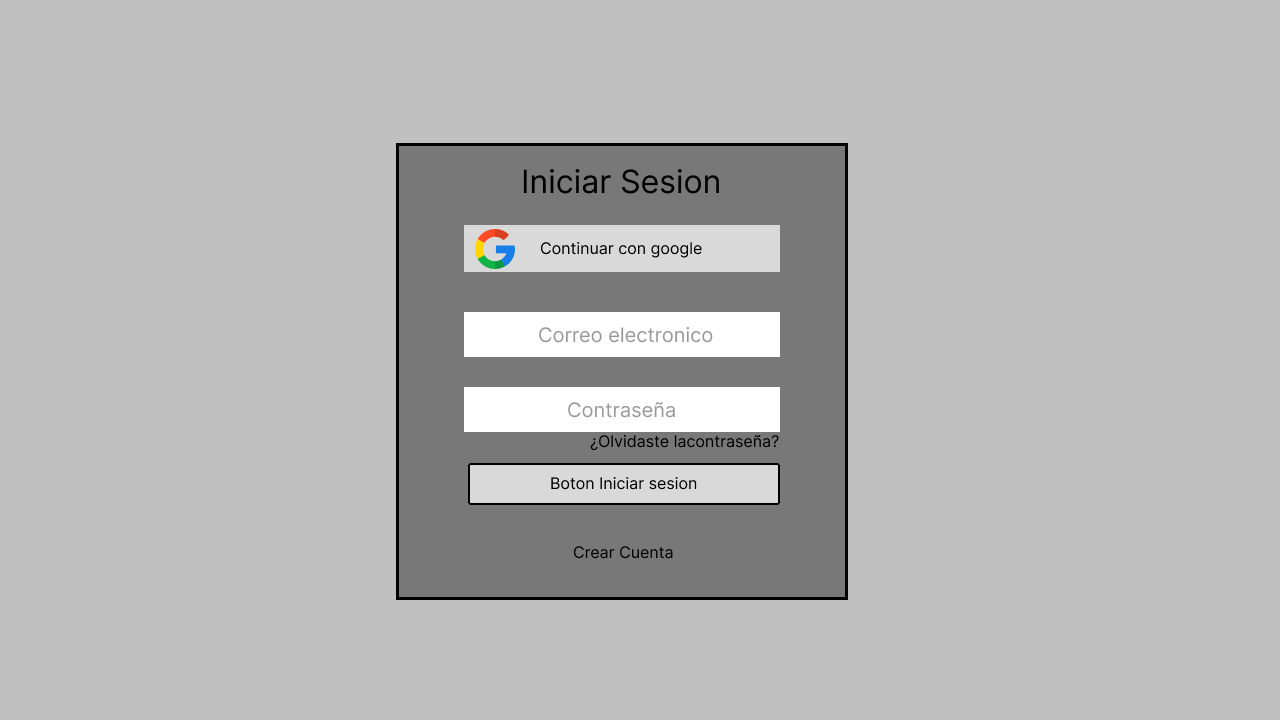 Iniciar Sesion
Continuar con google
Correo electronico
Contraseña
¿Olvidaste lacontraseña?
Boton Iniciar sesion
Crear Cuenta